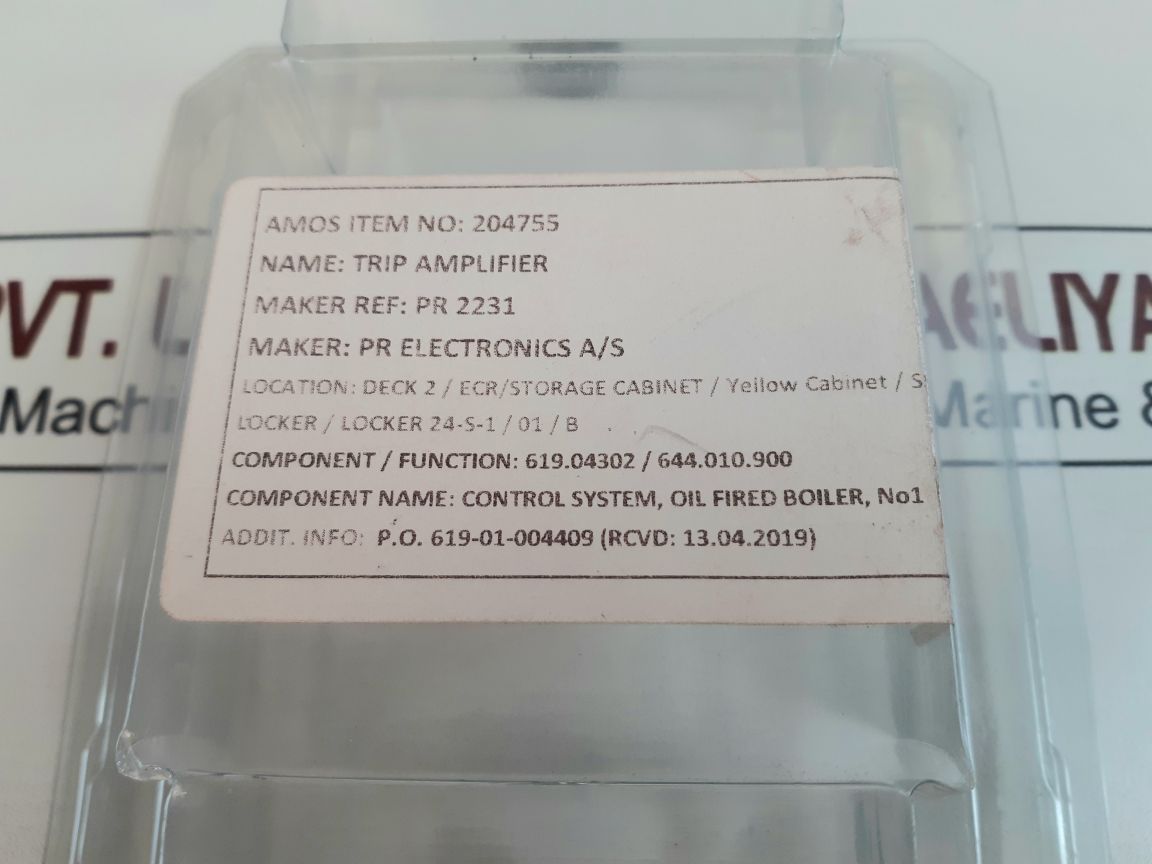 AMOS ITEM NO: 204755
NAME: TRIP AMPLIFIER
MAKER REF: PR 2231
MAKER: PR ELECTRONICS A/S
LOCATION: DECK 2 / ECR/STORAGE CABINET / Yellow Cabinet / S
LOCKER / LOCKER 24-S-1 / 01 / B
COMPONENT / FUNCTION: 619.04302 / 644.010.900
COMPONENT NAME: CONTROL SYSTEM, OIL FIRED BOILER, No1
ADDIT. INFO: P.O. 619-01-004409 (RCVD: 13.04.2019)
PVT. AELIYA
Machi Marine &